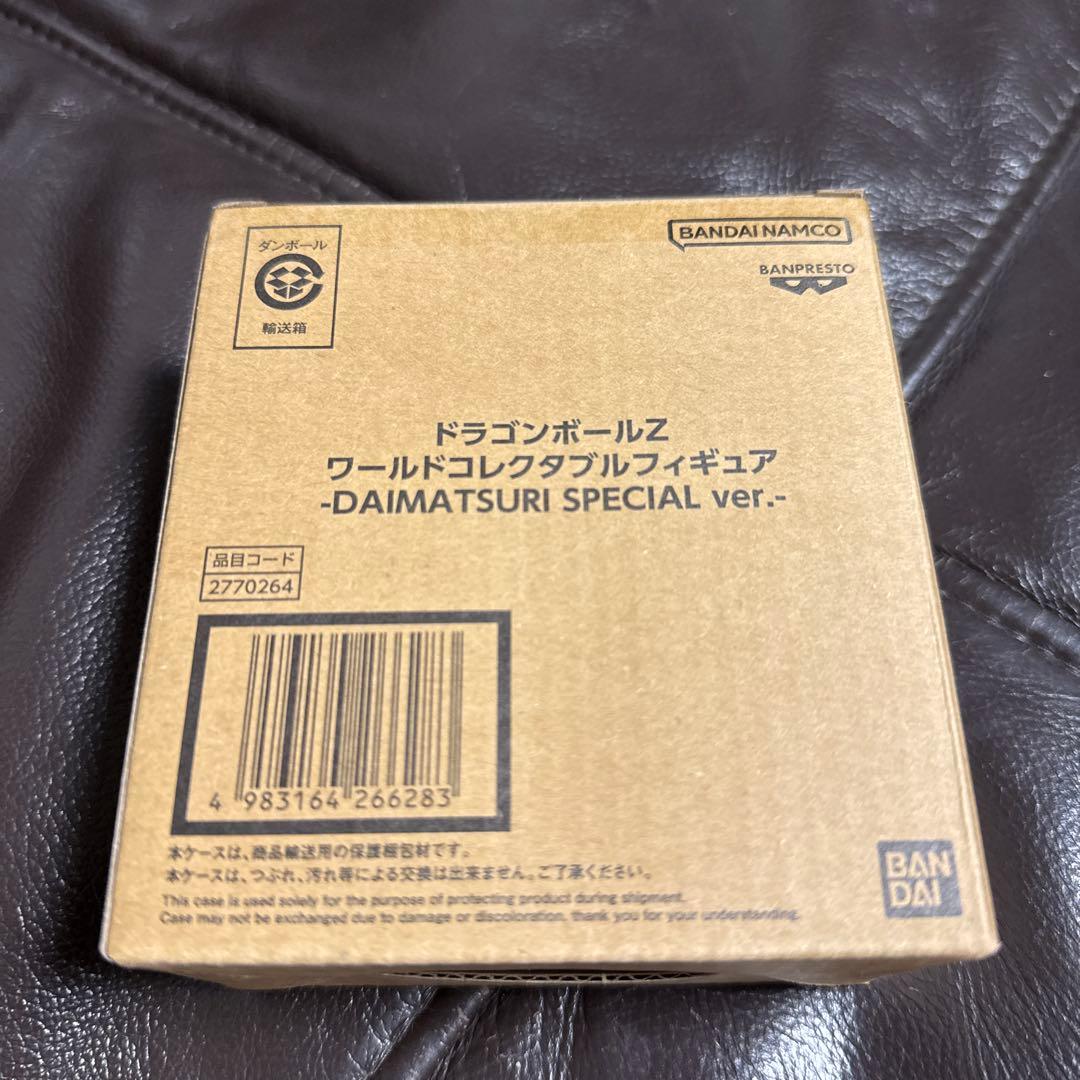 ダンボール
輸送箱
BANDAI NAMCO
BANPRESTO
ドラゴンボールZ
ワールドコレクタブルフィギュア
-DAIMATSURI SPECIAL ver.-
品目コード
2770264
4 983164 266283
本ケースは、商品輸送用の保護梱包材です。
本ケースは、つぶれ、汚れ等による交換は出来ません。ご了承ください。
This case is used solely for the purpose of protecting product during shipment.
Case may not be exchanged due to damage or discoloration, thank you for your understanding.
BAN
DAI